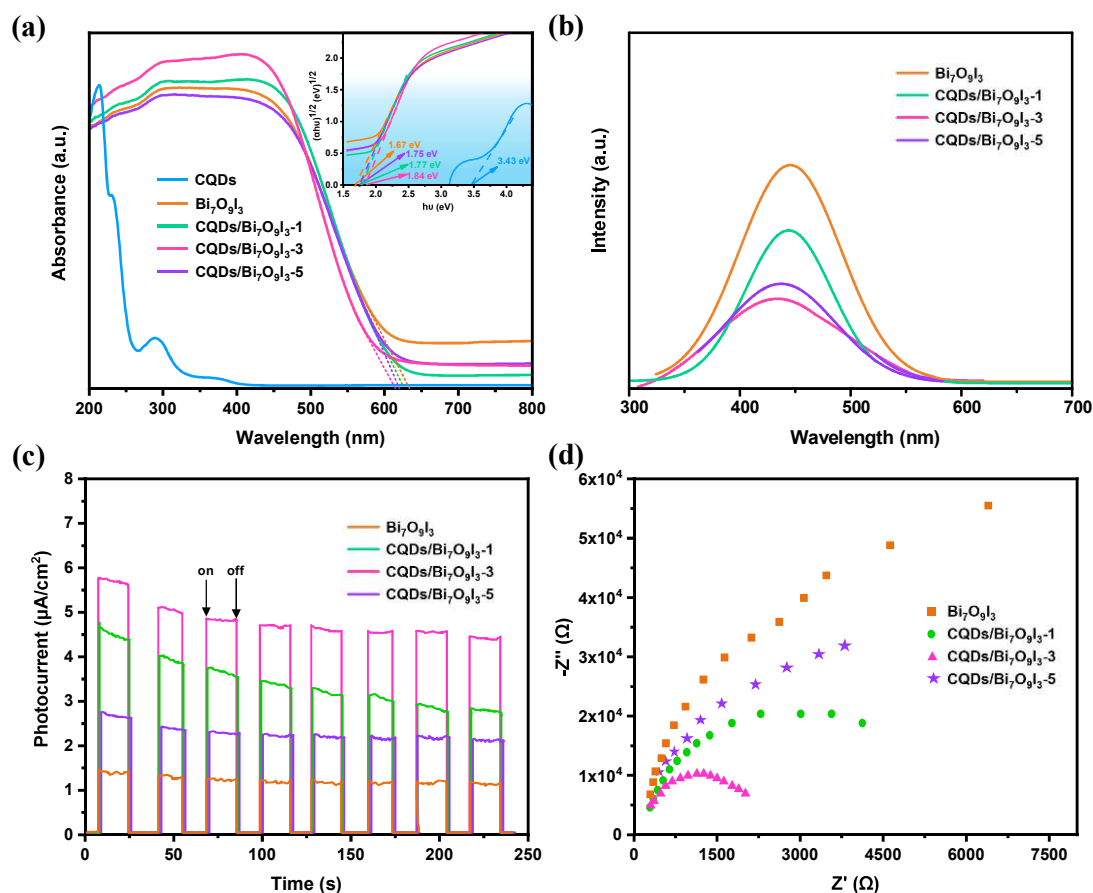 (a)
Absorbance (a.u.)
CQDs
Bi₇O₉I₃
CQDs/Bi₇O₉I₃-1
CQDs/Bi₇O₉I₃-3
CQDs/Bi₇O₉I₃-5
200 300 400 500 600 700 800
Wavelength (nm)
(αhυ)^1/2 (eV)^1/2
2.0
1.5
1.0
0.5
0.0
1.67 eV
1.75 eV
1.77 eV
1.84 eV
3.43 eV
1.5 2.0 2.5 3.0 3.5 4.0
hυ (eV)
(b)
Intensity (a.u.)
Bi₇O₉I₃
CQDs/Bi₇O₉I₃-1
CQDs/Bi₇O₉I₃-3
CQDs/Bi₇O₉I₃-5
300 400 500 600 700
Wavelength (nm)
(c)
Photocurrent (μA/cm²)
8
7
6
5
4
3
2
1
0
on off
Bi₇O₉I₃
CQDs/Bi₇O₉I₃-1
CQDs/Bi₇O₉I₃-3
CQDs/Bi₇O₉I₃-5
0 25 50 75 100 125 150 175 200 225 250
Time (s)
(d)
-Z'' (Ω)
6x10⁴
5x10⁴
4x10⁴
3x10⁴
2x10⁴
1x10⁴
0
Bi₇O₉I₃
CQDs/Bi₇O₉I₃-1
CQDs/Bi₇O₉I₃-3
CQDs/Bi₇O₉I₃-5
0 1500 3000 4500 6000 7500
Z' (Ω)